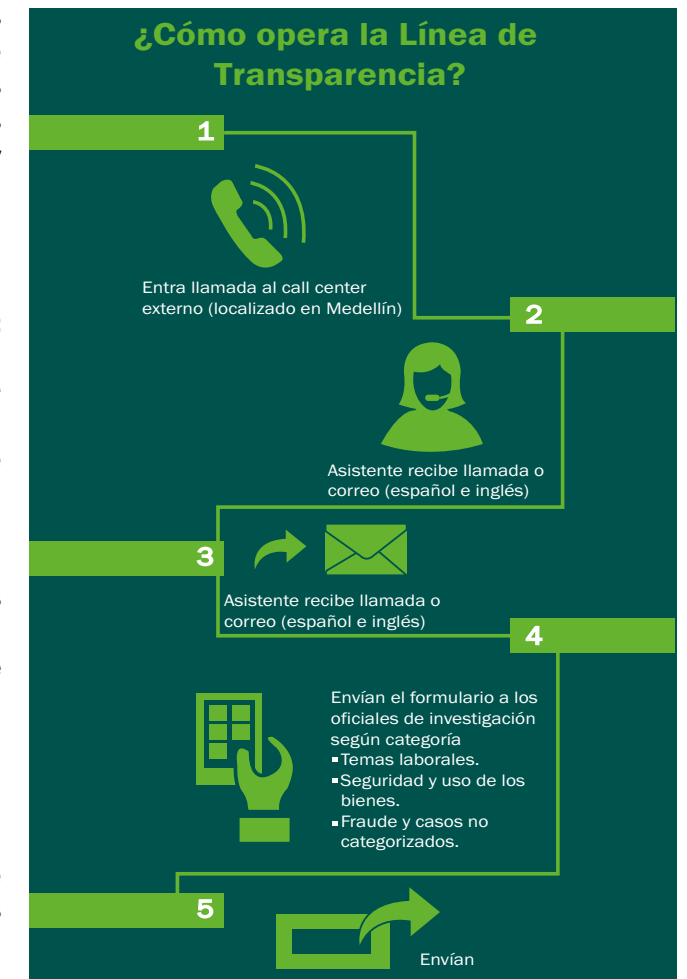 ¿Cómo opera la Línea de
Transparencia?
1
Entra llamada al call center
externo (localizado en Medellín)
2
Asistente recibe llamada o
correo (español e inglés)
3
Asistente recibe llamada o
correo (español e inglés)
4
Envían el formulario a los
oficiales de investigación
según categoría
▪Temas laborales.
▪Seguridad y uso de los
bienes.
▪Fraude y casos no
categorizados.
5
Envían